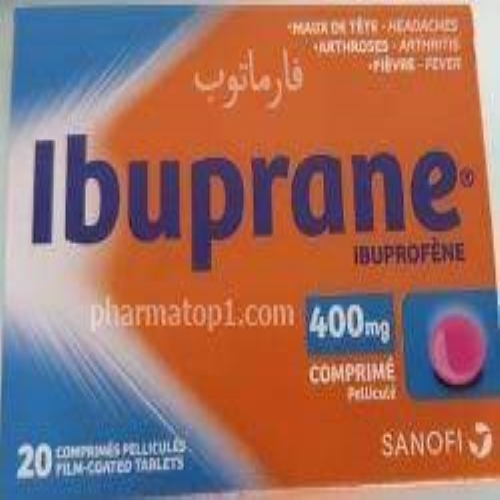 •MAUX DE TÊTE - HEADACHES
•ARTHROSES - ARTHRITIS
•FIÈVRE - FEVER
فارماتوب
Ibuprane®
IBUPROFÈNE
pharmatop1.com
400mg
COMPRIMÉ
Pelliculé
SANOFI
20 COMPRIMÉS PELLICULÉS
FILM-COATED TABLETS